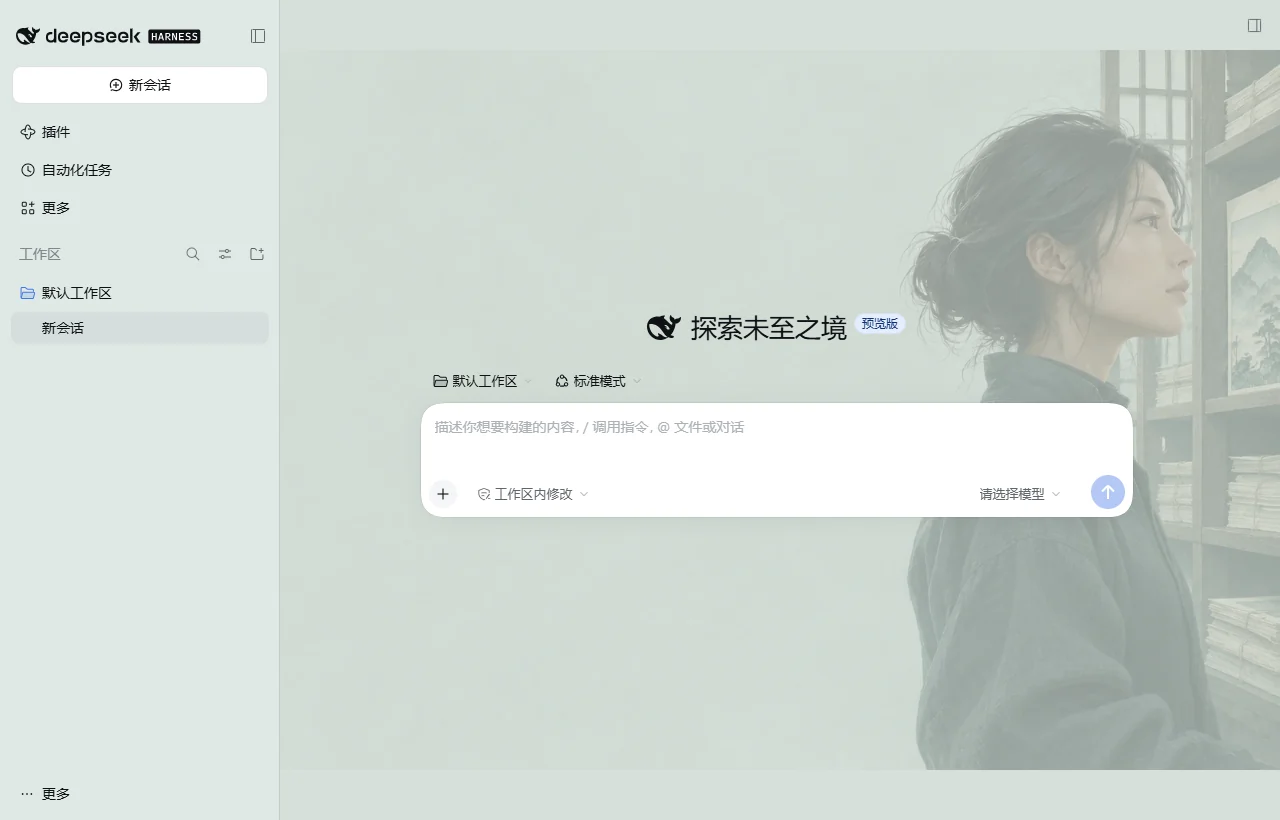 deepseek HARNESS
新会话
插件
自动化任务
更多
工作区
默认工作区
新会话
更多
探索未至之境 预览版
默认工作区 标准模式
描述你想要构建的内容, / 调用指令, @ 文件或对话
工作区内修改 请选择模型